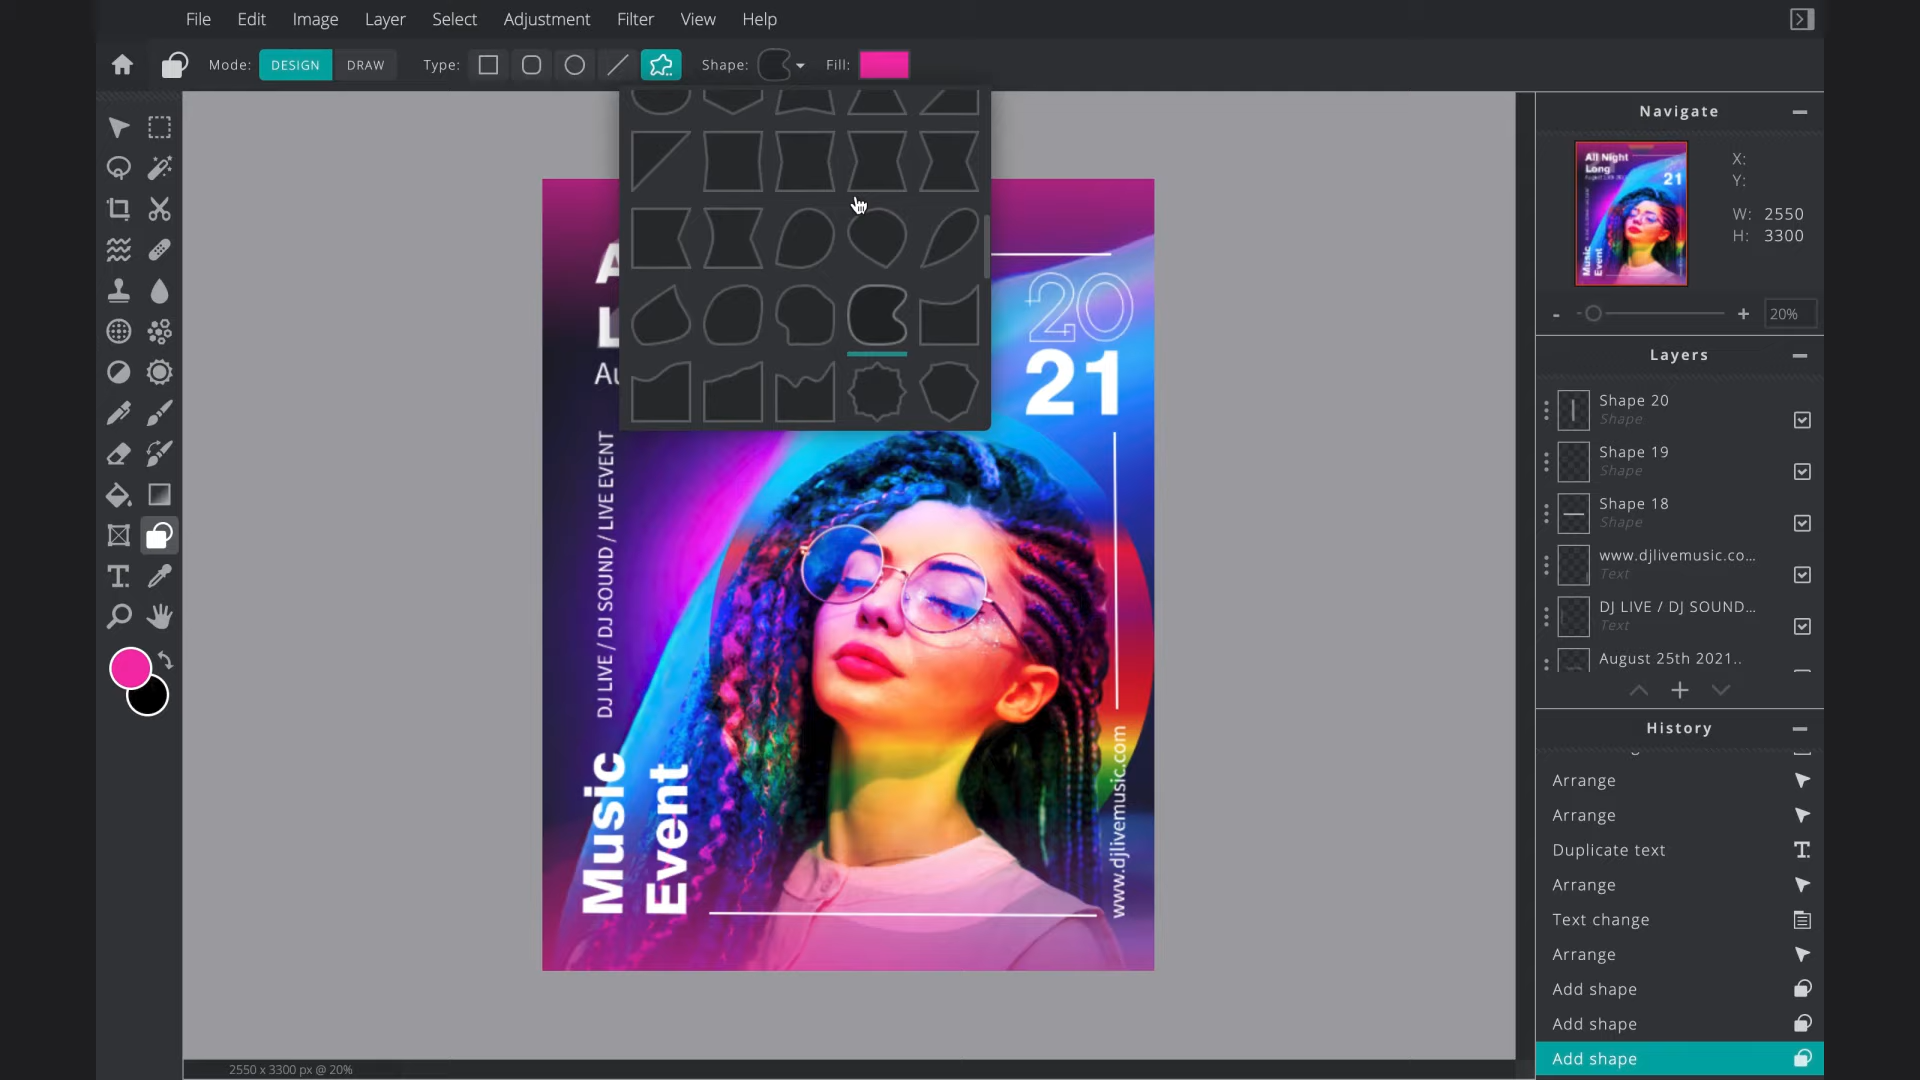 File Edit Image Layer Select Adjustment Filter View Help
Mode: DESIGN DRAW Type: Shape: Fill:
Navigate
All Night
Long
21
Music
Event
X:
Y:
W: 2550
H: 3300
- + 20%
A
L
Au
20
21
DJ LIVE / DJ SOUND / LIVE EVENT
Music
Event
www.djlivemusic.com
Layers
Shape 20
Shape
Shape 19
Shape
Shape 18
Shape
www.djlivemusic.co...
Text
DJ LIVE / DJ SOUND...
Text
August 25th 2021..
History
Arrange
Arrange
Duplicate text
Arrange
Text change
Arrange
Add shape
Add shape
Add shape
2550 x 3300 px @ 20%